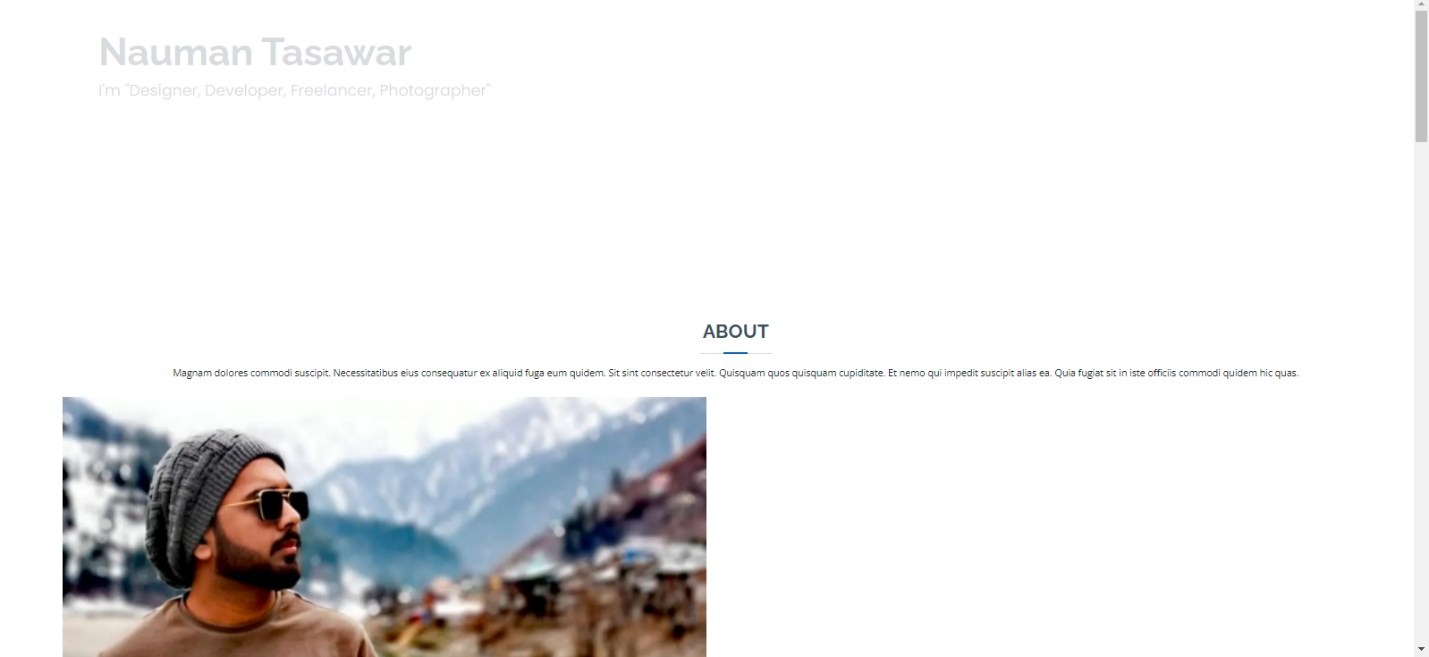 Nauman Tasawar
I'm "Designer, Developer, Freelancer, Photographer"
ABOUT
Magnam dolores commodi suscipit. Necessitatibus eius consequatur ex aliquid fuga eum quidem. Sit sint consectetur velit. Quisquam quos quisquam cupiditate. Et nemo qui impedit suscipit alias ea. Quia fugiat sit in iste officiis commodi quidem hic quas.